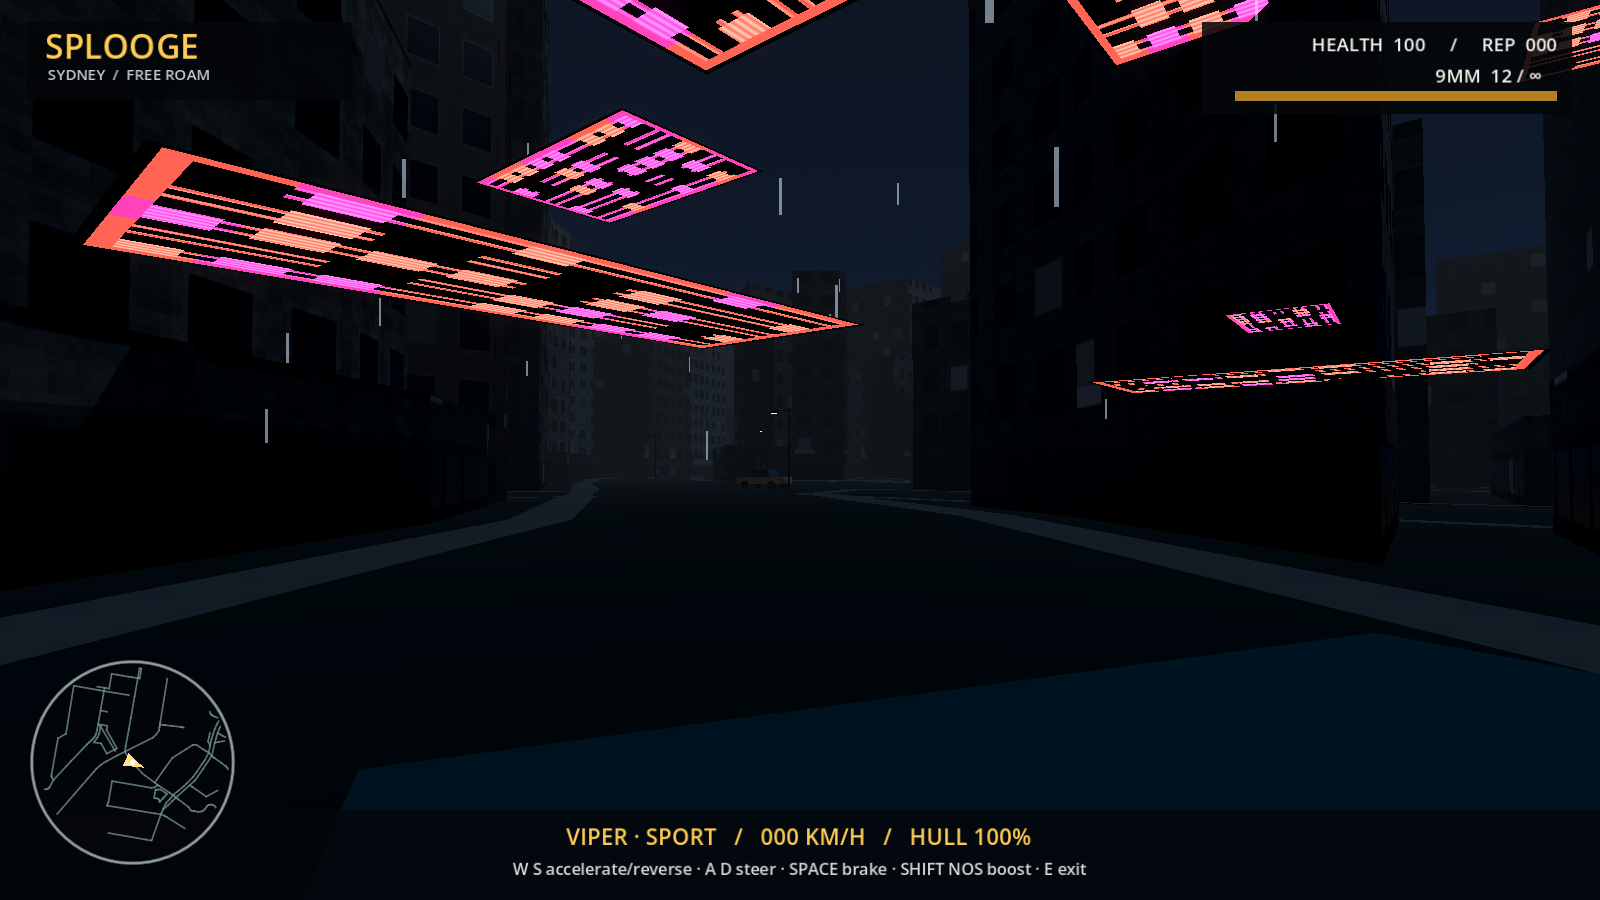 SPLOOGE
SYDNEY / FREE ROAM
HEALTH 100 / REP 000
9MM 12 / ∞
VIPER · SPORT / 000 KM/H / HULL 100%
W S accelerate/reverse · A D steer · SPACE brake · SHIFT NOS boost · E exit